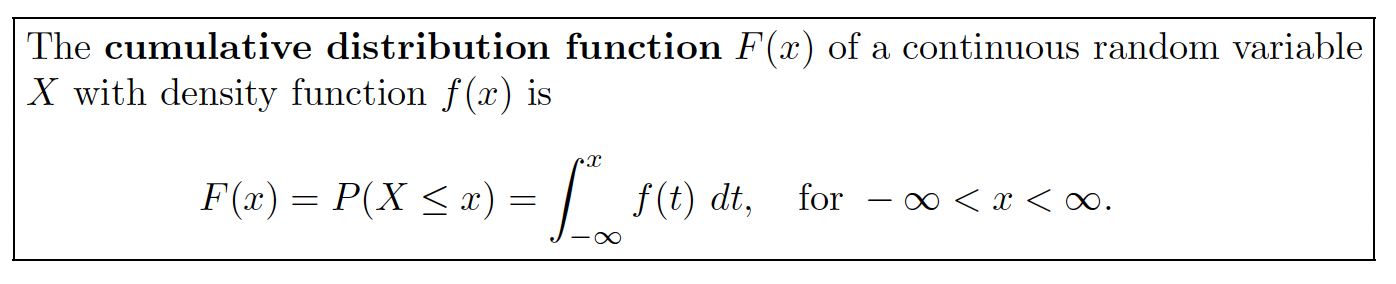 The cumulative distribution function F(x) of a continuous random variable
X with density function f(x) is
F(x) = P(X ≤ x) = ∫_{−∞}^{x} f(t) dt, for − ∞ < x < ∞.